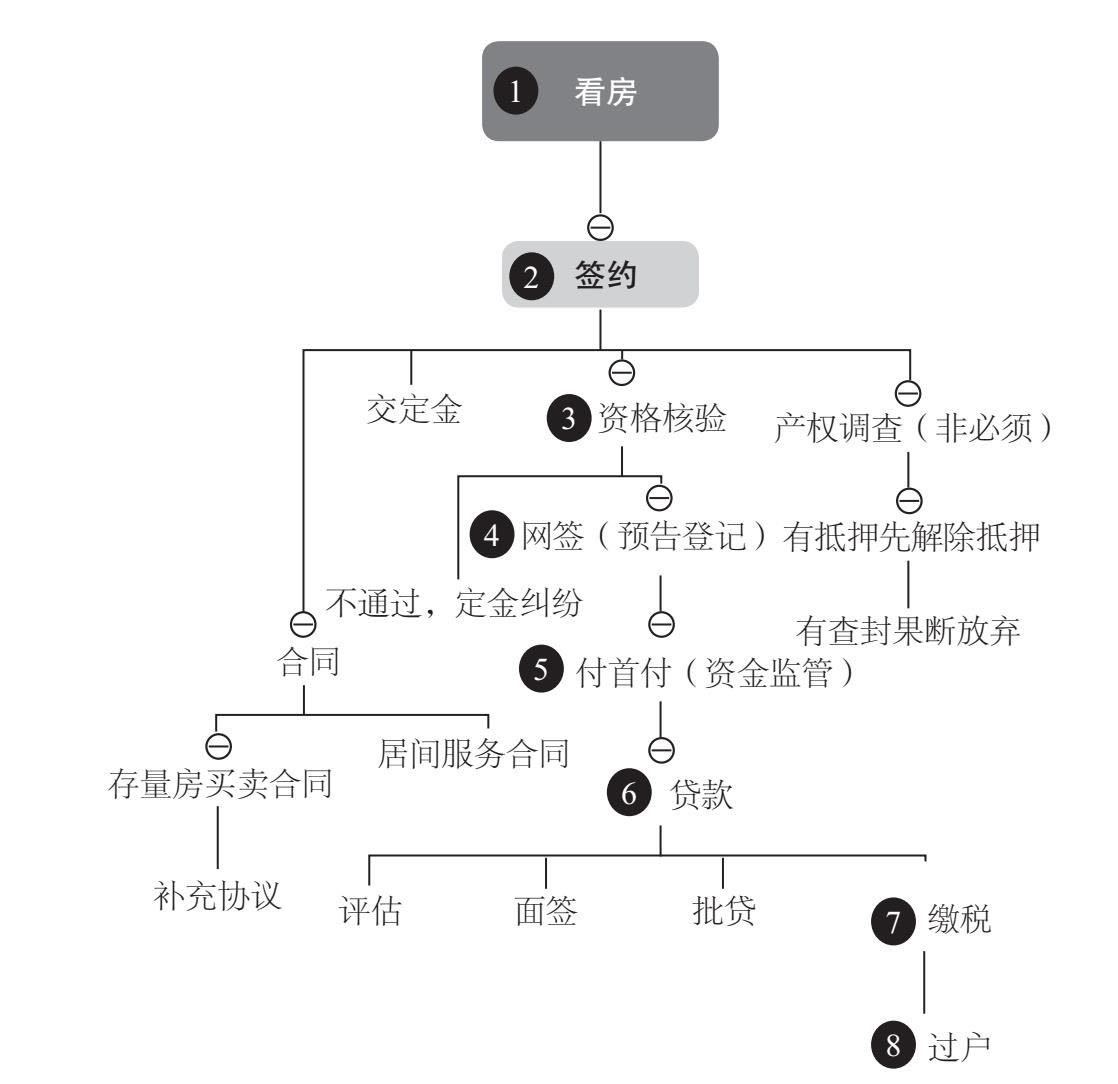 1 看房
2 签约
交定金
3 资格核验
产权调查（非必须）
4 网签（预告登记）
有抵押先解除抵押
不通过，定金纠纷
有查封果断放弃
合同
5 付首付（资金监管）
居间服务合同
存量房买卖合同
6 贷款
补充协议
评估
面签
批贷
7 缴税
8 过户